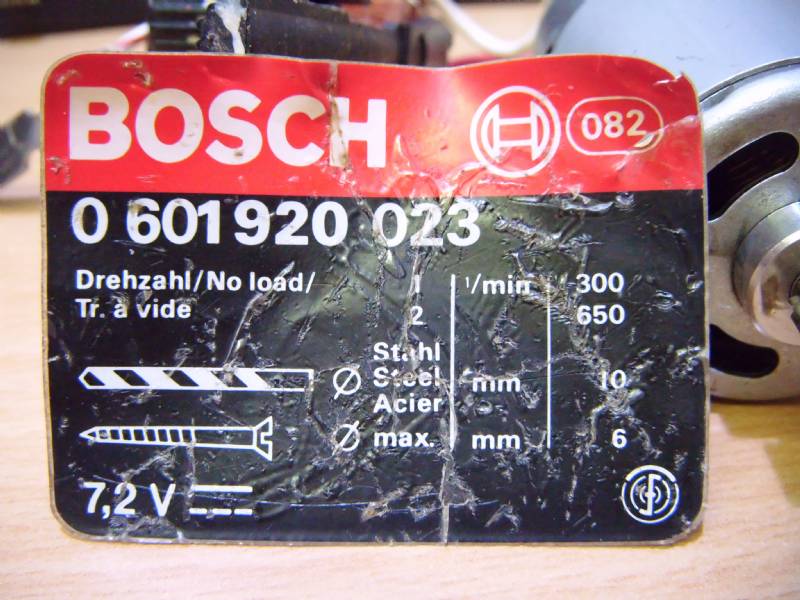 BOSCH 082
0 601 920 023
Drehzahl/No load/ 1 1/min 300
Tr. à vide 2 650
Stahl
Ø Steel mm 10
Acier
Ø max. mm 6
7,2 V
S